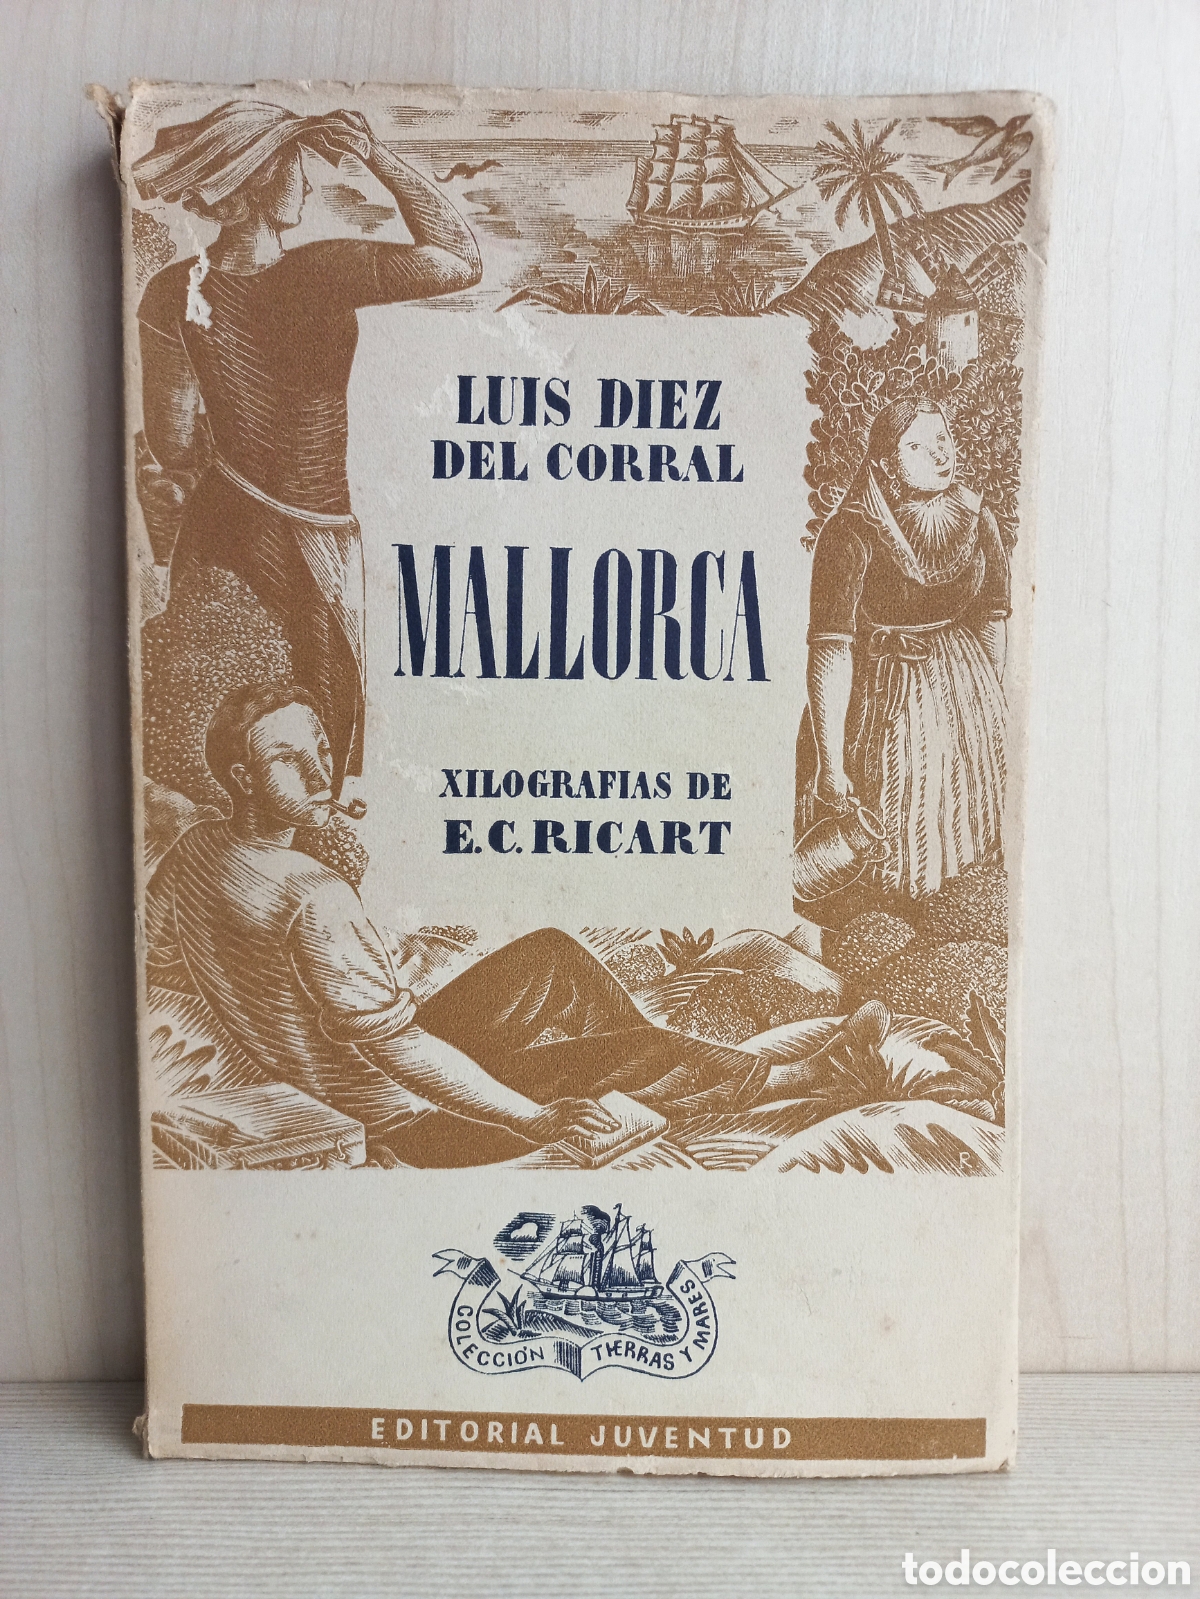 LUIS DIEZ
DEL CORRAL
MALLORCA
XILOGRAFIAS DE
E.C. RICART
R
COLECCIÓN TIERRAS Y MARES
EDITORIAL JUVENTUD
todocoleccion